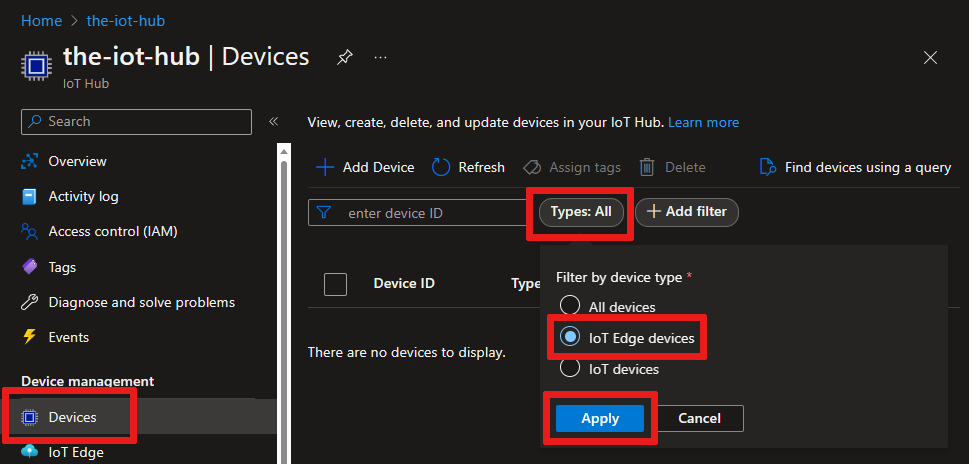 Home > the-iot-hub
the-iot-hub | Devices
IoT Hub
Search
Overview
Activity log
Access control (IAM)
Tags
Diagnose and solve problems
Events
Device management
Devices
IoT Edge
View, create, delete, and update devices in your IoT Hub. Learn more
Add Device Refresh Assign tags Delete Find devices using a query
enter device ID Types: All Add filter
Device ID Type
There are no devices to display.
Filter by device type *
All devices
IoT Edge devices
IoT devices
Apply Cancel